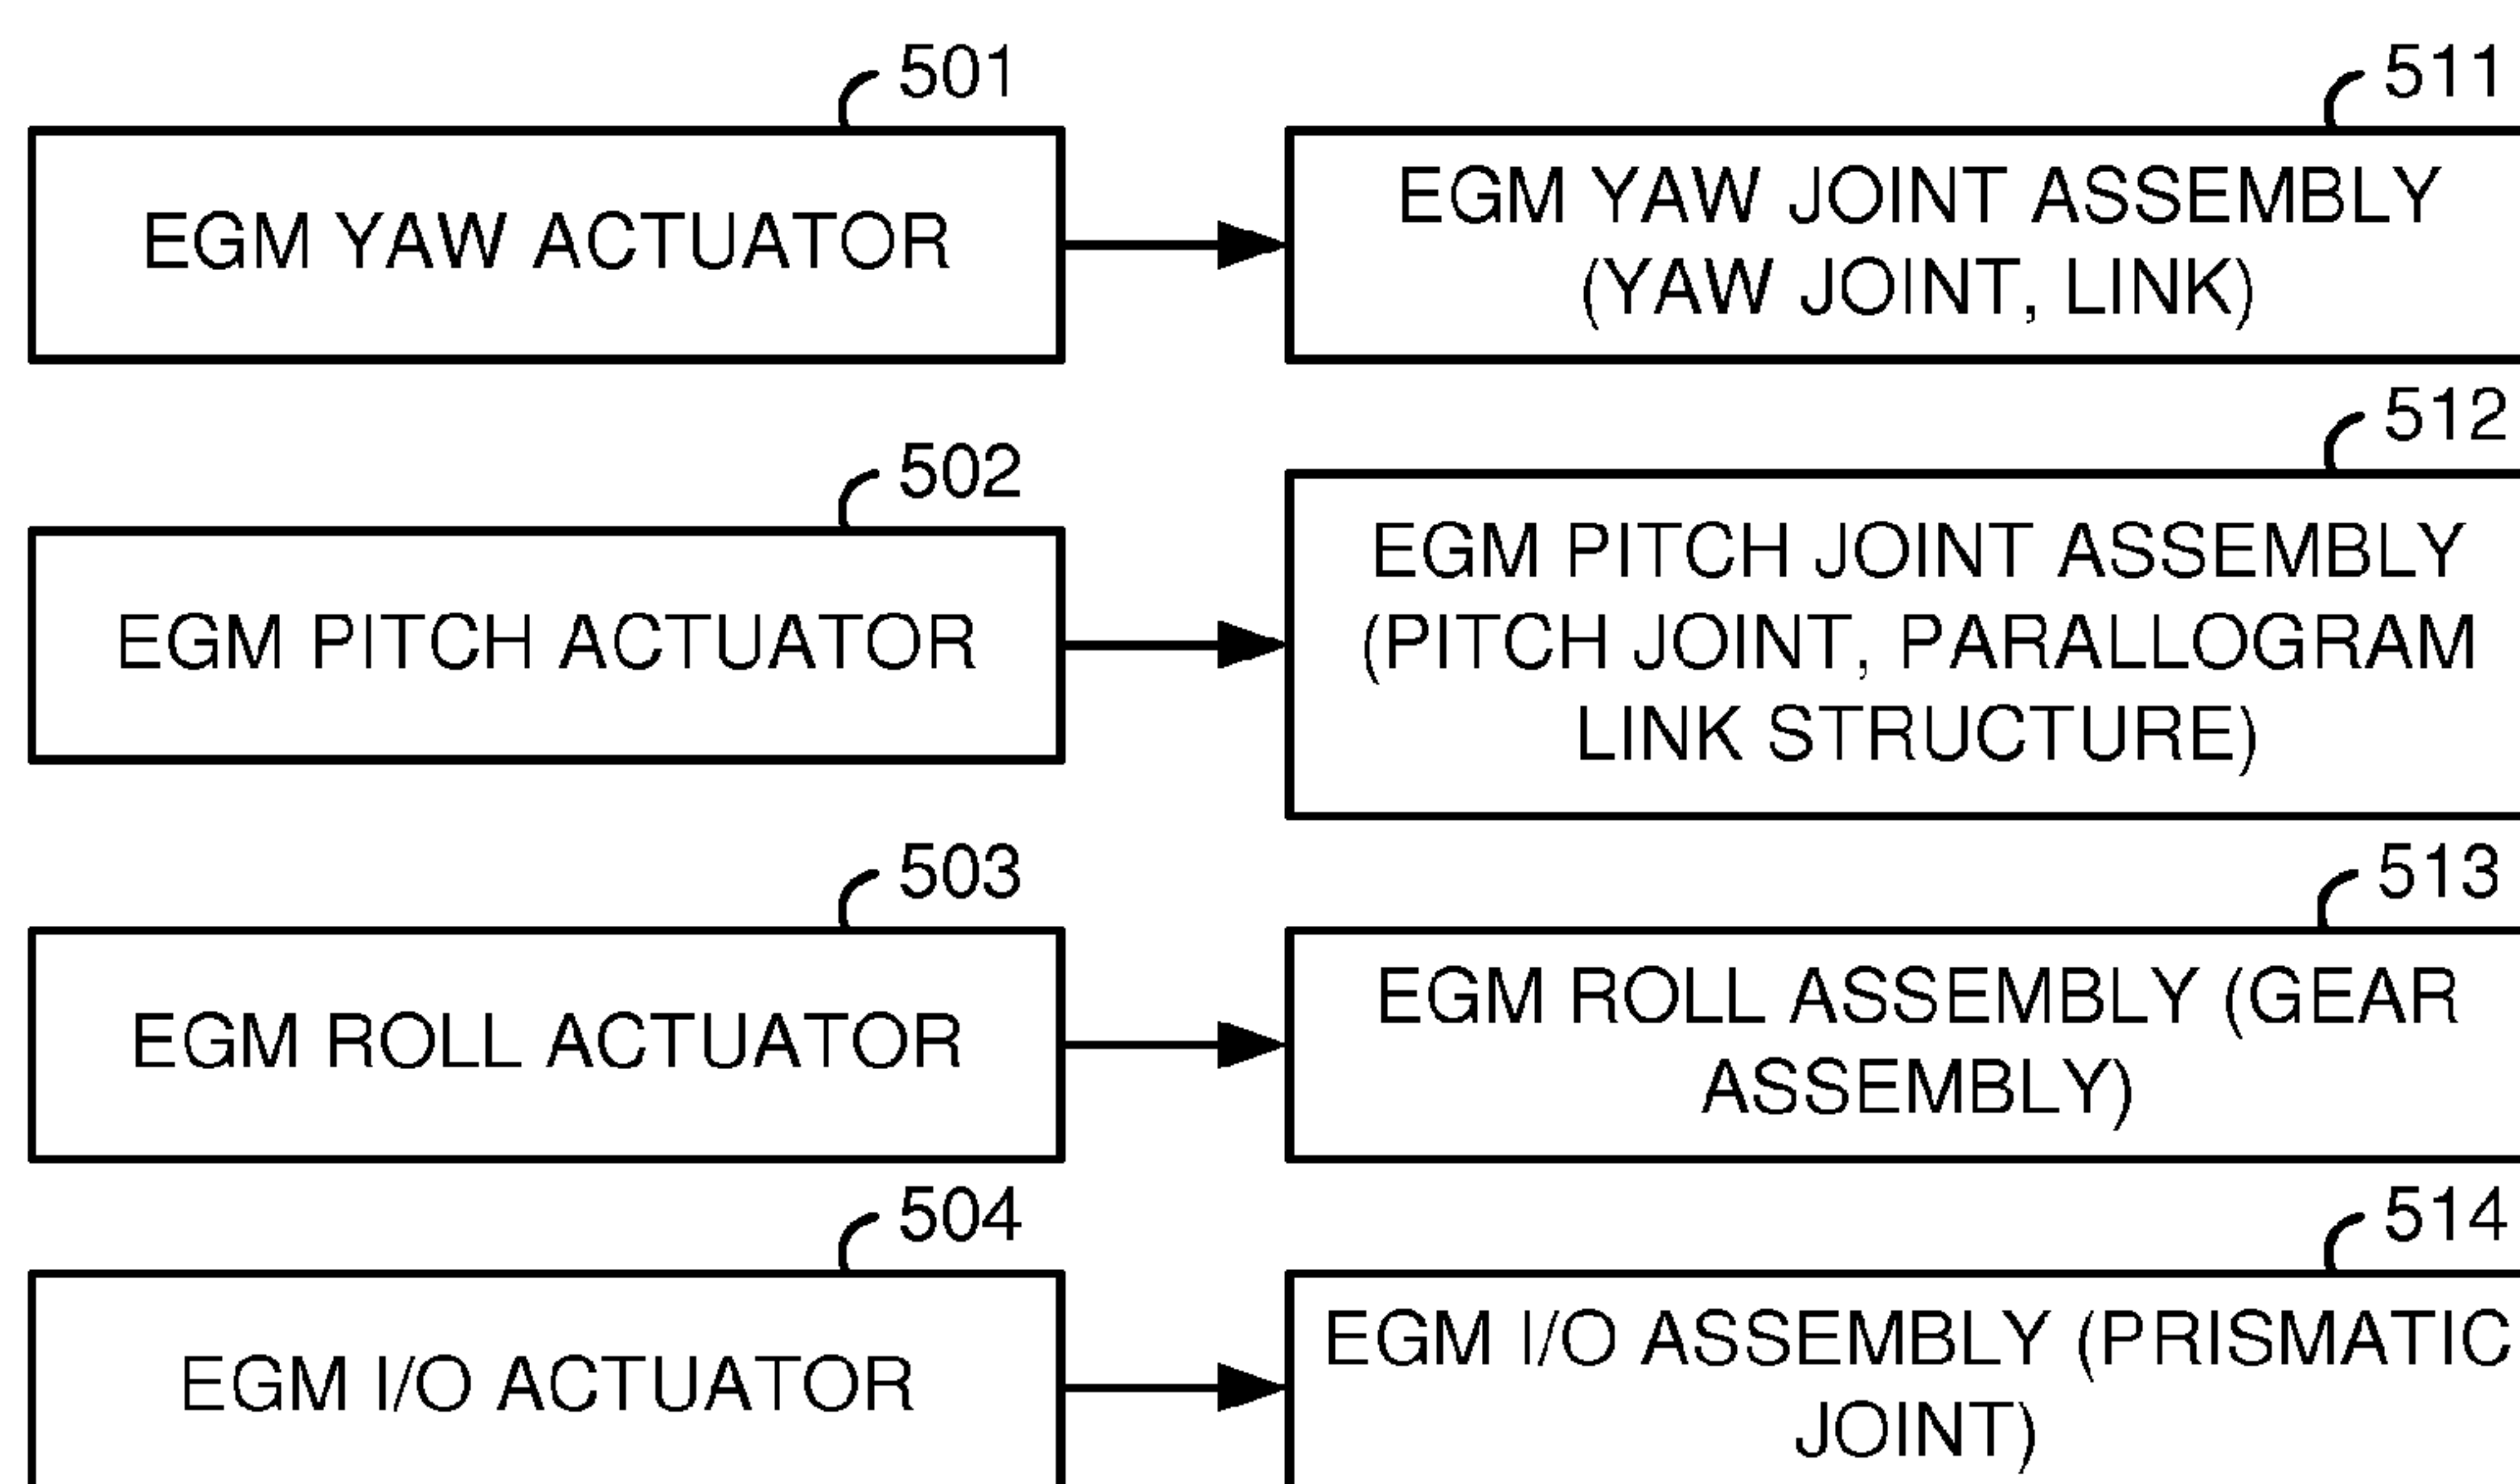 501
511
EGM YAW ACTUATOR
EGM YAW JOINT ASSEMBLY
(YAW JOINT, LINK)
502
512
EGM PITCH ACTUATOR
EGM PITCH JOINT ASSEMBLY
(PITCH JOINT, PARALLOGRAM
LINK STRUCTURE)
503
513
EGM ROLL ACTUATOR
EGM ROLL ASSEMBLY (GEAR
ASSEMBLY)
504
514
EGM I/O ACTUATOR
EGM I/O ASSEMBLY (PRISMATIC
JOINT)